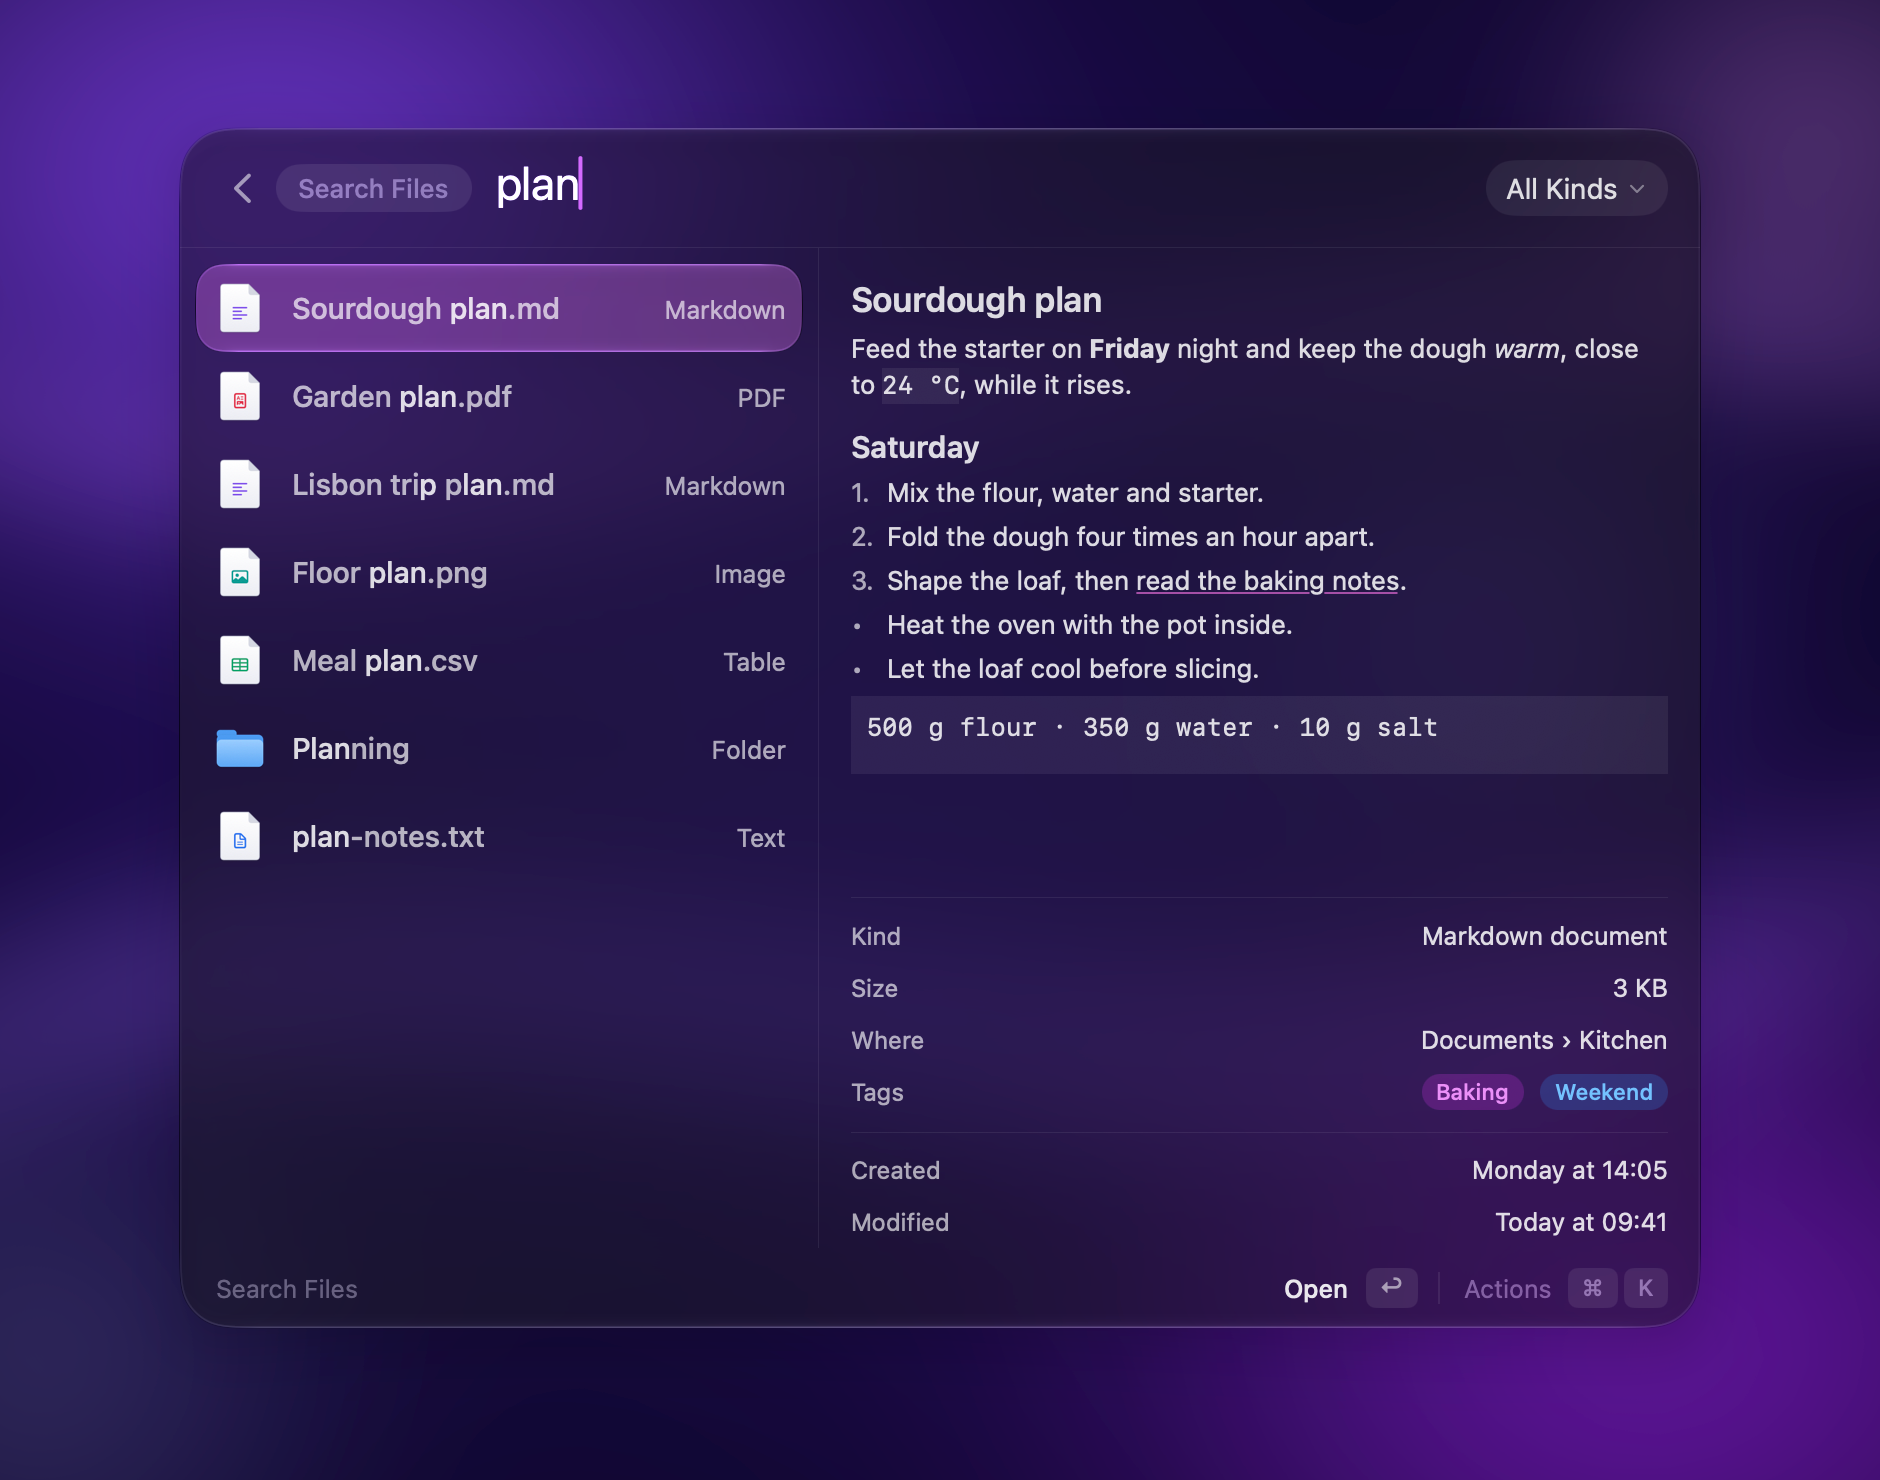 Search Files
plan
All Kinds
Sourdough plan.md
Markdown
Garden plan.pdf
PDF
Lisbon trip plan.md
Markdown
Floor plan.png
Image
Meal plan.csv
Table
Planning
Folder
plan-notes.txt
Text
Sourdough plan
Feed the starter on Friday night and keep the dough warm, close
to 24 °C, while it rises.
Saturday
1. Mix the flour, water and starter.
2. Fold the dough four times an hour apart.
3. Shape the loaf, then read the baking notes.
• Heat the oven with the pot inside.
• Let the loaf cool before slicing.
500 g flour · 350 g water · 10 g salt
Kind
Markdown document
Size
3 KB
Where
Documents › Kitchen
Tags
Baking
Weekend
Created
Monday at 14:05
Modified
Today at 09:41
Search Files
Open
Actions
⌘ K